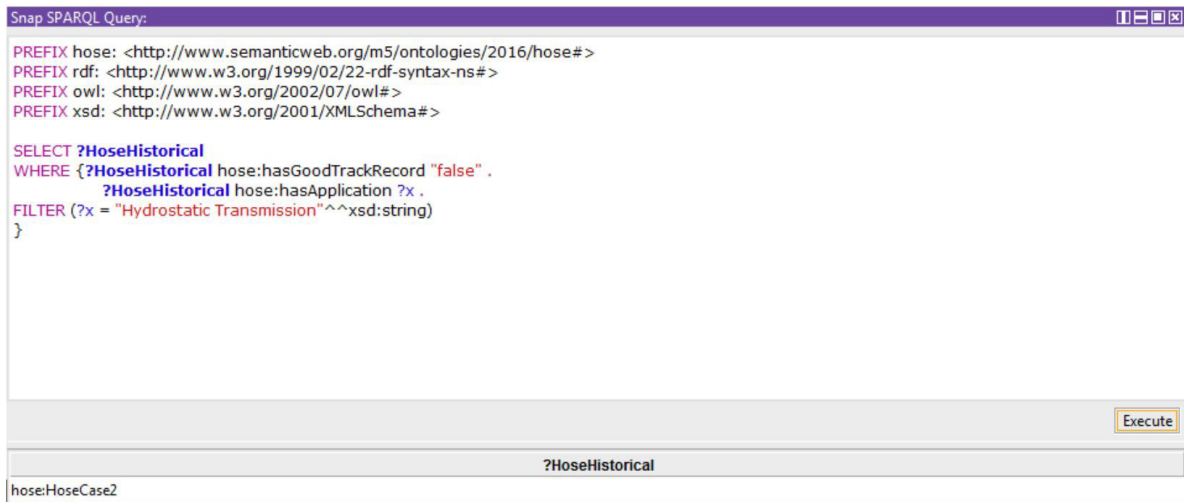 Snap SPARQL Query:
PREFIX hose: <http://www.semanticweb.org/m5/ontologies/2016/hose#>
PREFIX rdf: <http://www.w3.org/1999/02/22-rdf-syntax-ns#>
PREFIX owl: <http://www.w3.org/2002/07/owl#>
PREFIX xsd: <http://www.w3.org/2001/XMLSchema#>
SELECT ?HoseHistorical
WHERE {?HoseHistorical hose:hasGoodTrackRecord "false" .
?HoseHistorical hose:hasApplication ?x .
FILTER (?x = "Hydrostatic Transmission"^^xsd:string)
}
Execute
?HoseHistorical
hose:HoseCase2